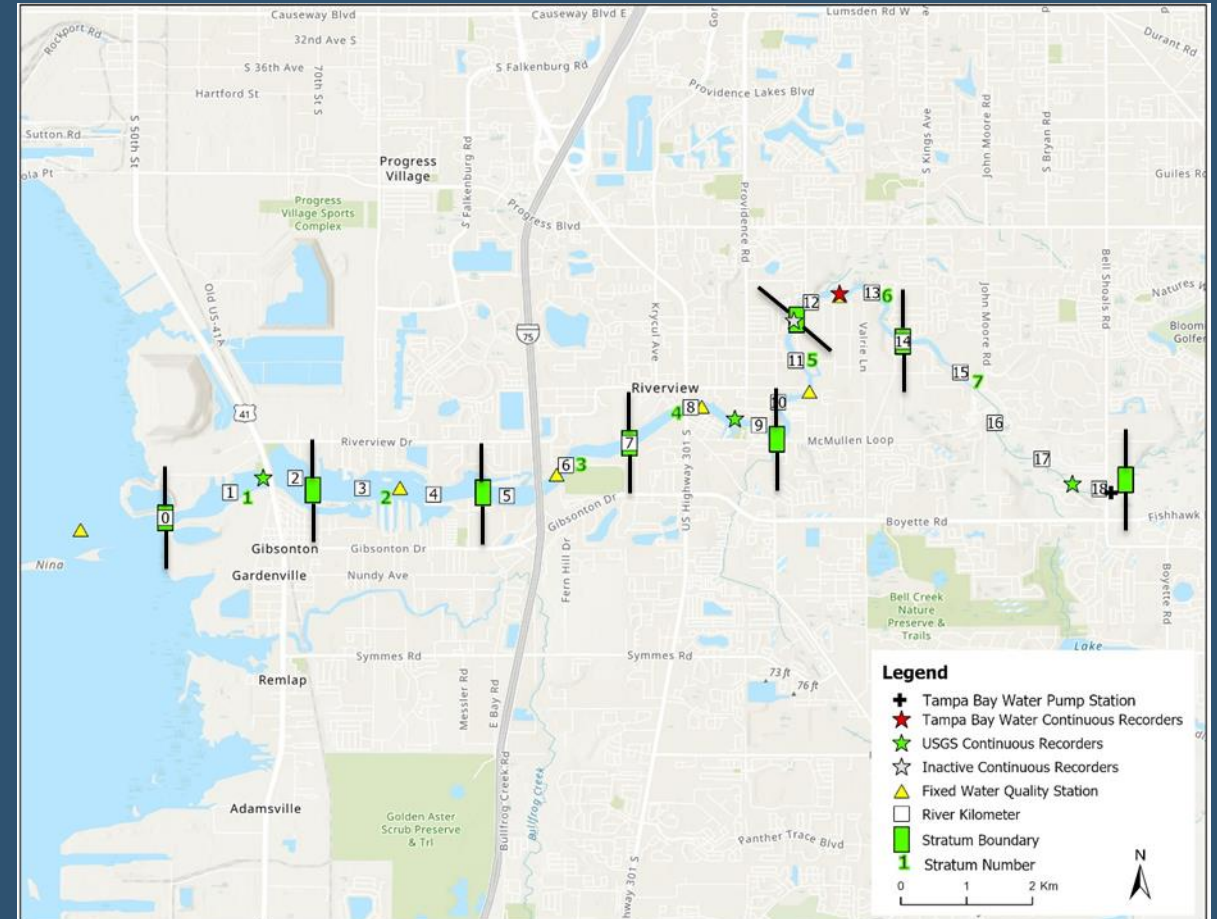 Causeway Blvd
Causeway Blvd E
Gor
Lumsden Rd W
Rockport Rd
32nd Ave S
Durant Rd
S 36th Ave
70th St S
S Falkenburg Rd
Hartford St
Providence Lakes Blvd
S Kings Ave
John Moore Rd
S Bryan Rd
Sutton Rd
S 50th St
ola Pt
Progress
Village
S Falkenburg Rd
Guiles Rd
Progress
Village Sports
Complex
Progress Blvd
Providence Rd
Old US-41A
Bell Shoals Rd
John Moore Rd
Natures W
Bloomi
Golfer
Krycul Ave
75
Valrie Ln
12
13
6
14
11
5
15
7
Riverview
4
8
10
9
16
41
Riverview Dr
7
McMullen Loop
6
3
17
18
1
1
2
3
2
4
5
0
Gibsonton Dr
US Highway 301 S
Boyette Rd
Fishhawk
Gibsonton
Gibsonton Dr
Nina
Gardenville
Nundy Ave
Fern Hill Dr
Boyette Rd
Bell Creek
Nature
Preserve &
Trails
Symmes Rd
Symmes Rd
Lake
Remlap
Messler Rd
E Bay Rd
73 ft
76 ft
Bullfrog Creek Rd
Bullfrog Creek
Adamsville
Golden Aster
Scrub Preserve
& Trl
Panther Trace Blvd
ghway 301 S
Legend
Tampa Bay Water Pump Station
Tampa Bay Water Continuous Recorders
USGS Continuous Recorders
Inactive Continuous Recorders
Fixed Water Quality Station
River Kilometer
Stratum Boundary
1 Stratum Number
N
0 1 2 Km